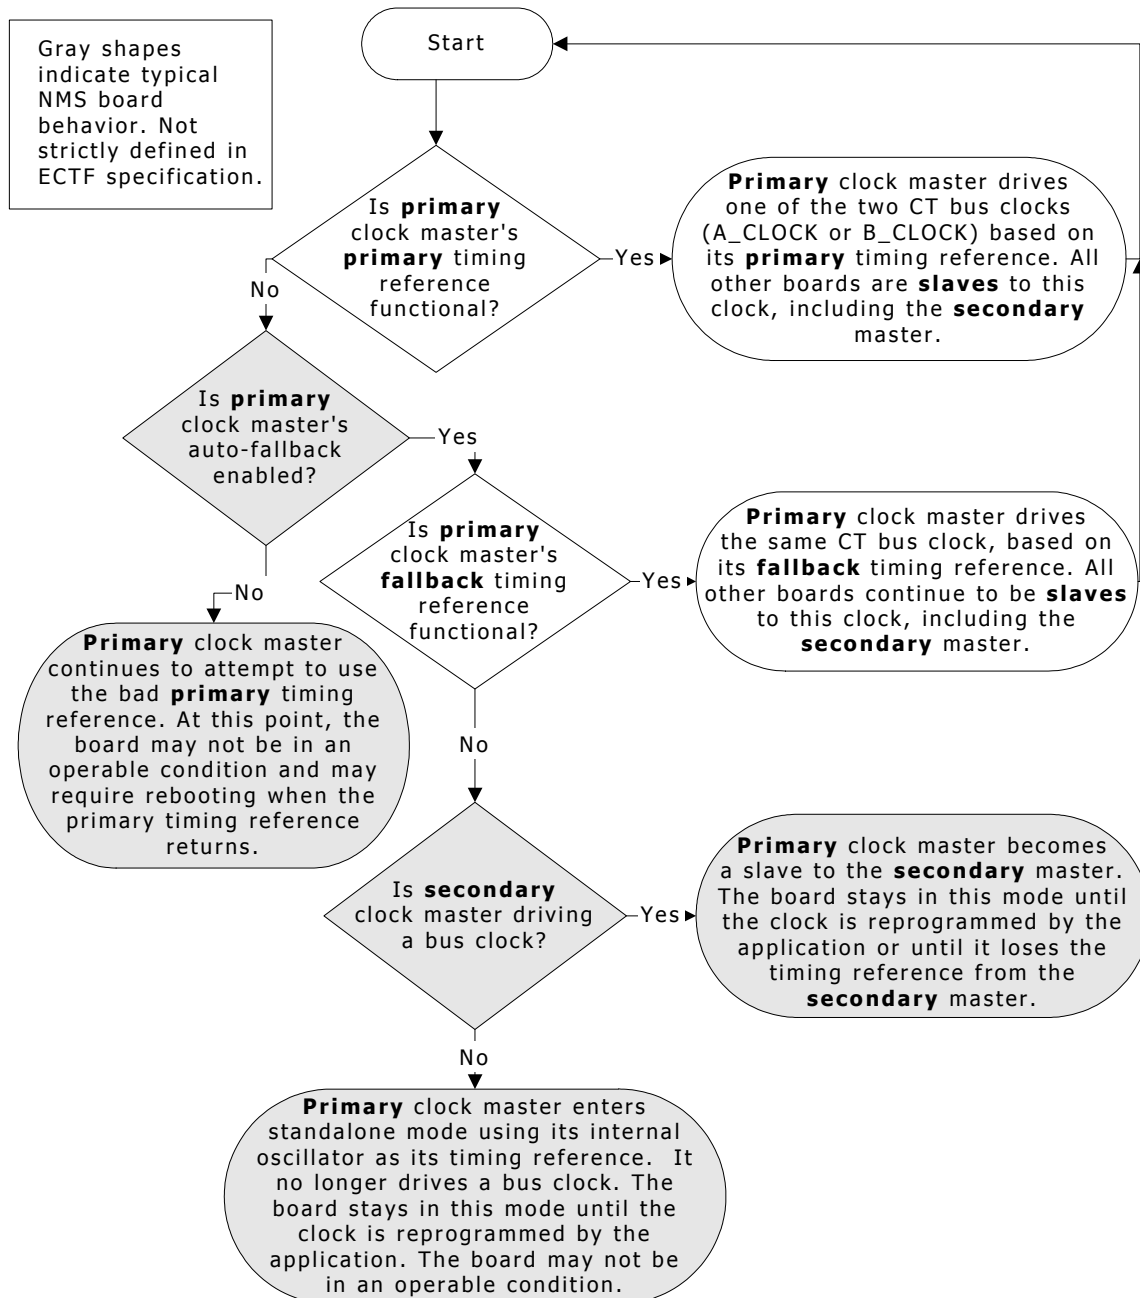 Gray shapes
indicate typical
NMS board
behavior. Not
strictly defined in
ECTF specification.
Start
Is primary
clock master's
primary timing
reference
functional?
Yes
Primary clock master drives
one of the two CT bus clocks
(A_CLOCK or B_CLOCK) based on
its primary timing reference. All
other boards are slaves to this
clock, including the secondary
master.
No
Is primary
clock master's
auto-fallback
enabled?
Yes
Is primary
clock master's
fallback timing
reference
functional?
Yes
Primary clock master drives
the same CT bus clock, based on
its fallback timing reference. All
other boards continue to be slaves
to this clock, including the
secondary master.
No
Primary clock master
continues to attempt to use
the bad primary timing
reference. At this point, the
board may not be in an
operable condition and may
require rebooting when the
primary timing reference
returns.
No
Is secondary
clock master driving
a bus clock?
Yes
Primary clock master becomes
a slave to the secondary master.
The board stays in this mode until
the clock is reprogrammed by the
application or until it loses the
timing reference from the
secondary master.
No
Primary clock master enters
standalone mode using its internal
oscillator as its timing reference. It
no longer drives a bus clock. The
board stays in this mode until the
clock is reprogrammed by the
application. The board may not be
in an operable condition.